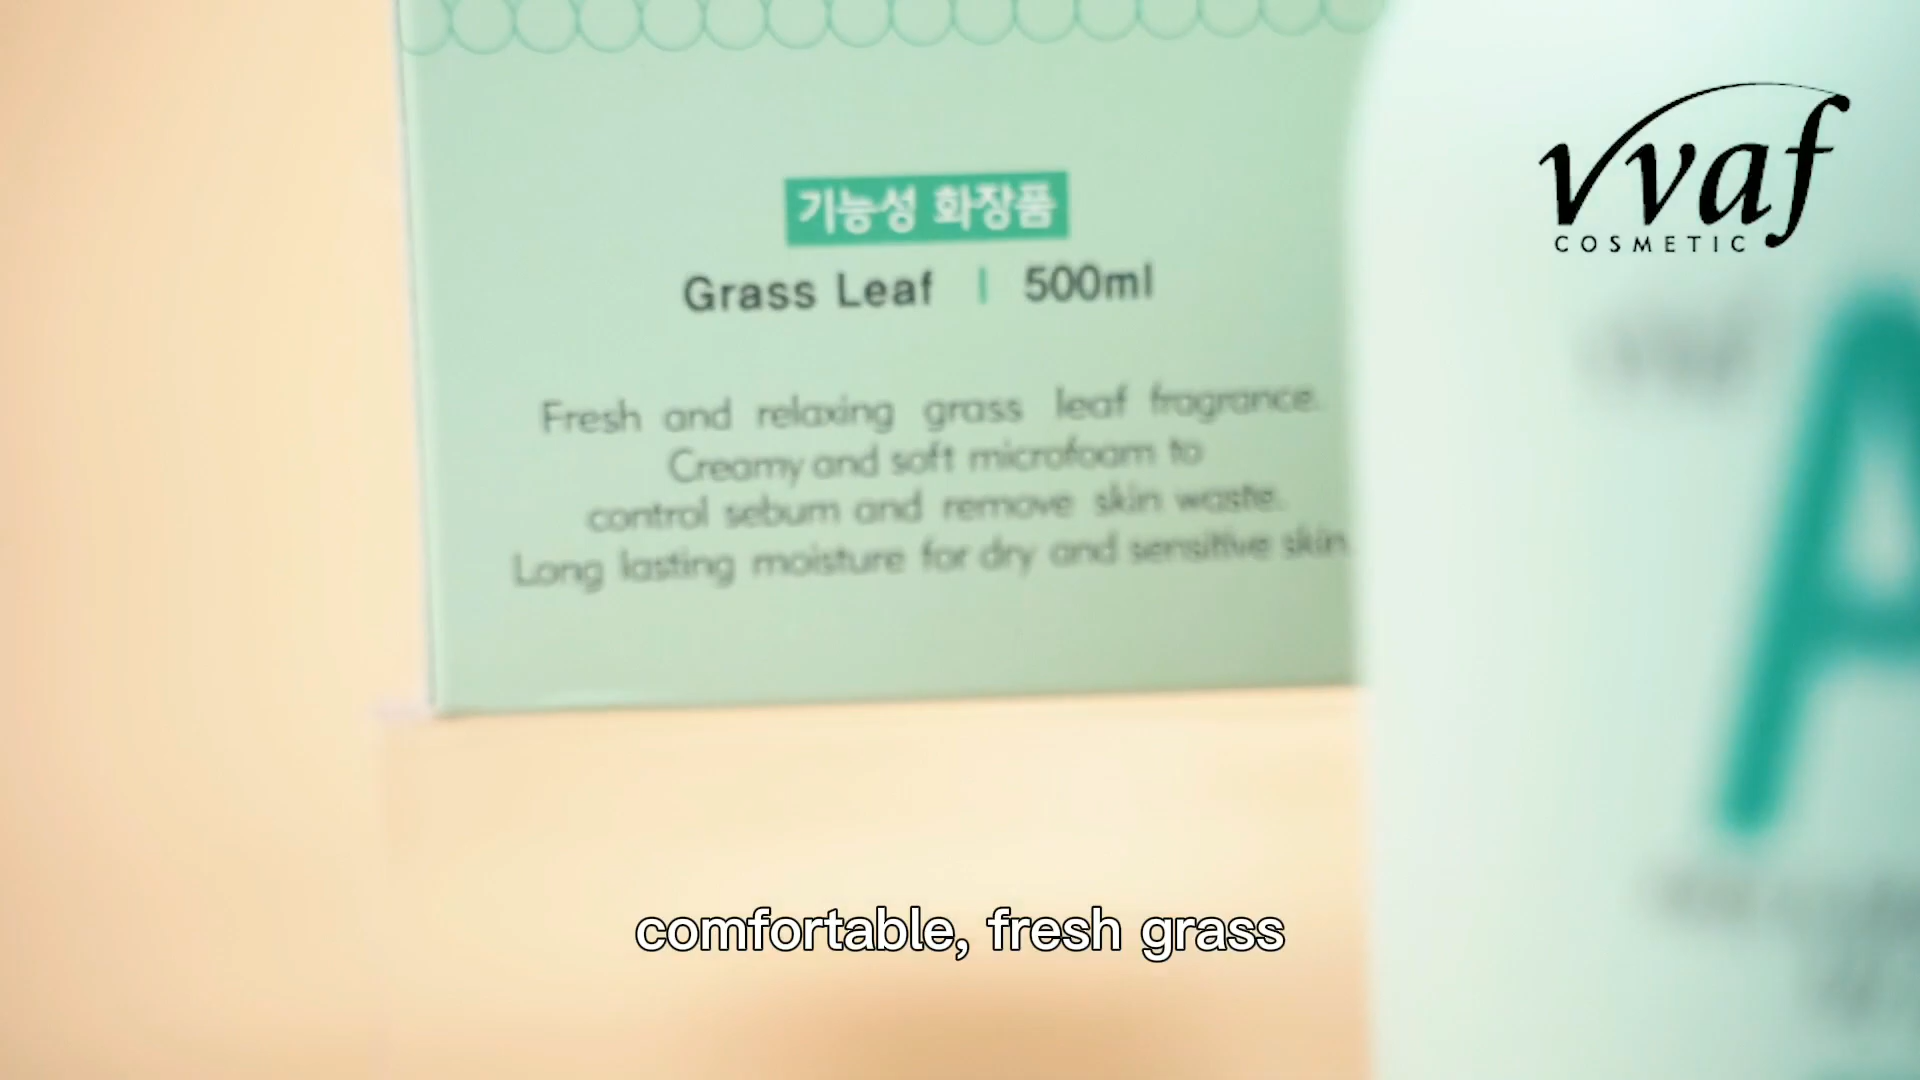 vvaf
COSMETIC
기능성 화장품
Grass Leaf | 500ml
Fresh and relaxing grass leaf fragrance.
Creamy and soft microfoam to
control sebum and remove skin waste.
Long lasting moisture for dry and sensitive skin.
A
comfortable, fresh grass